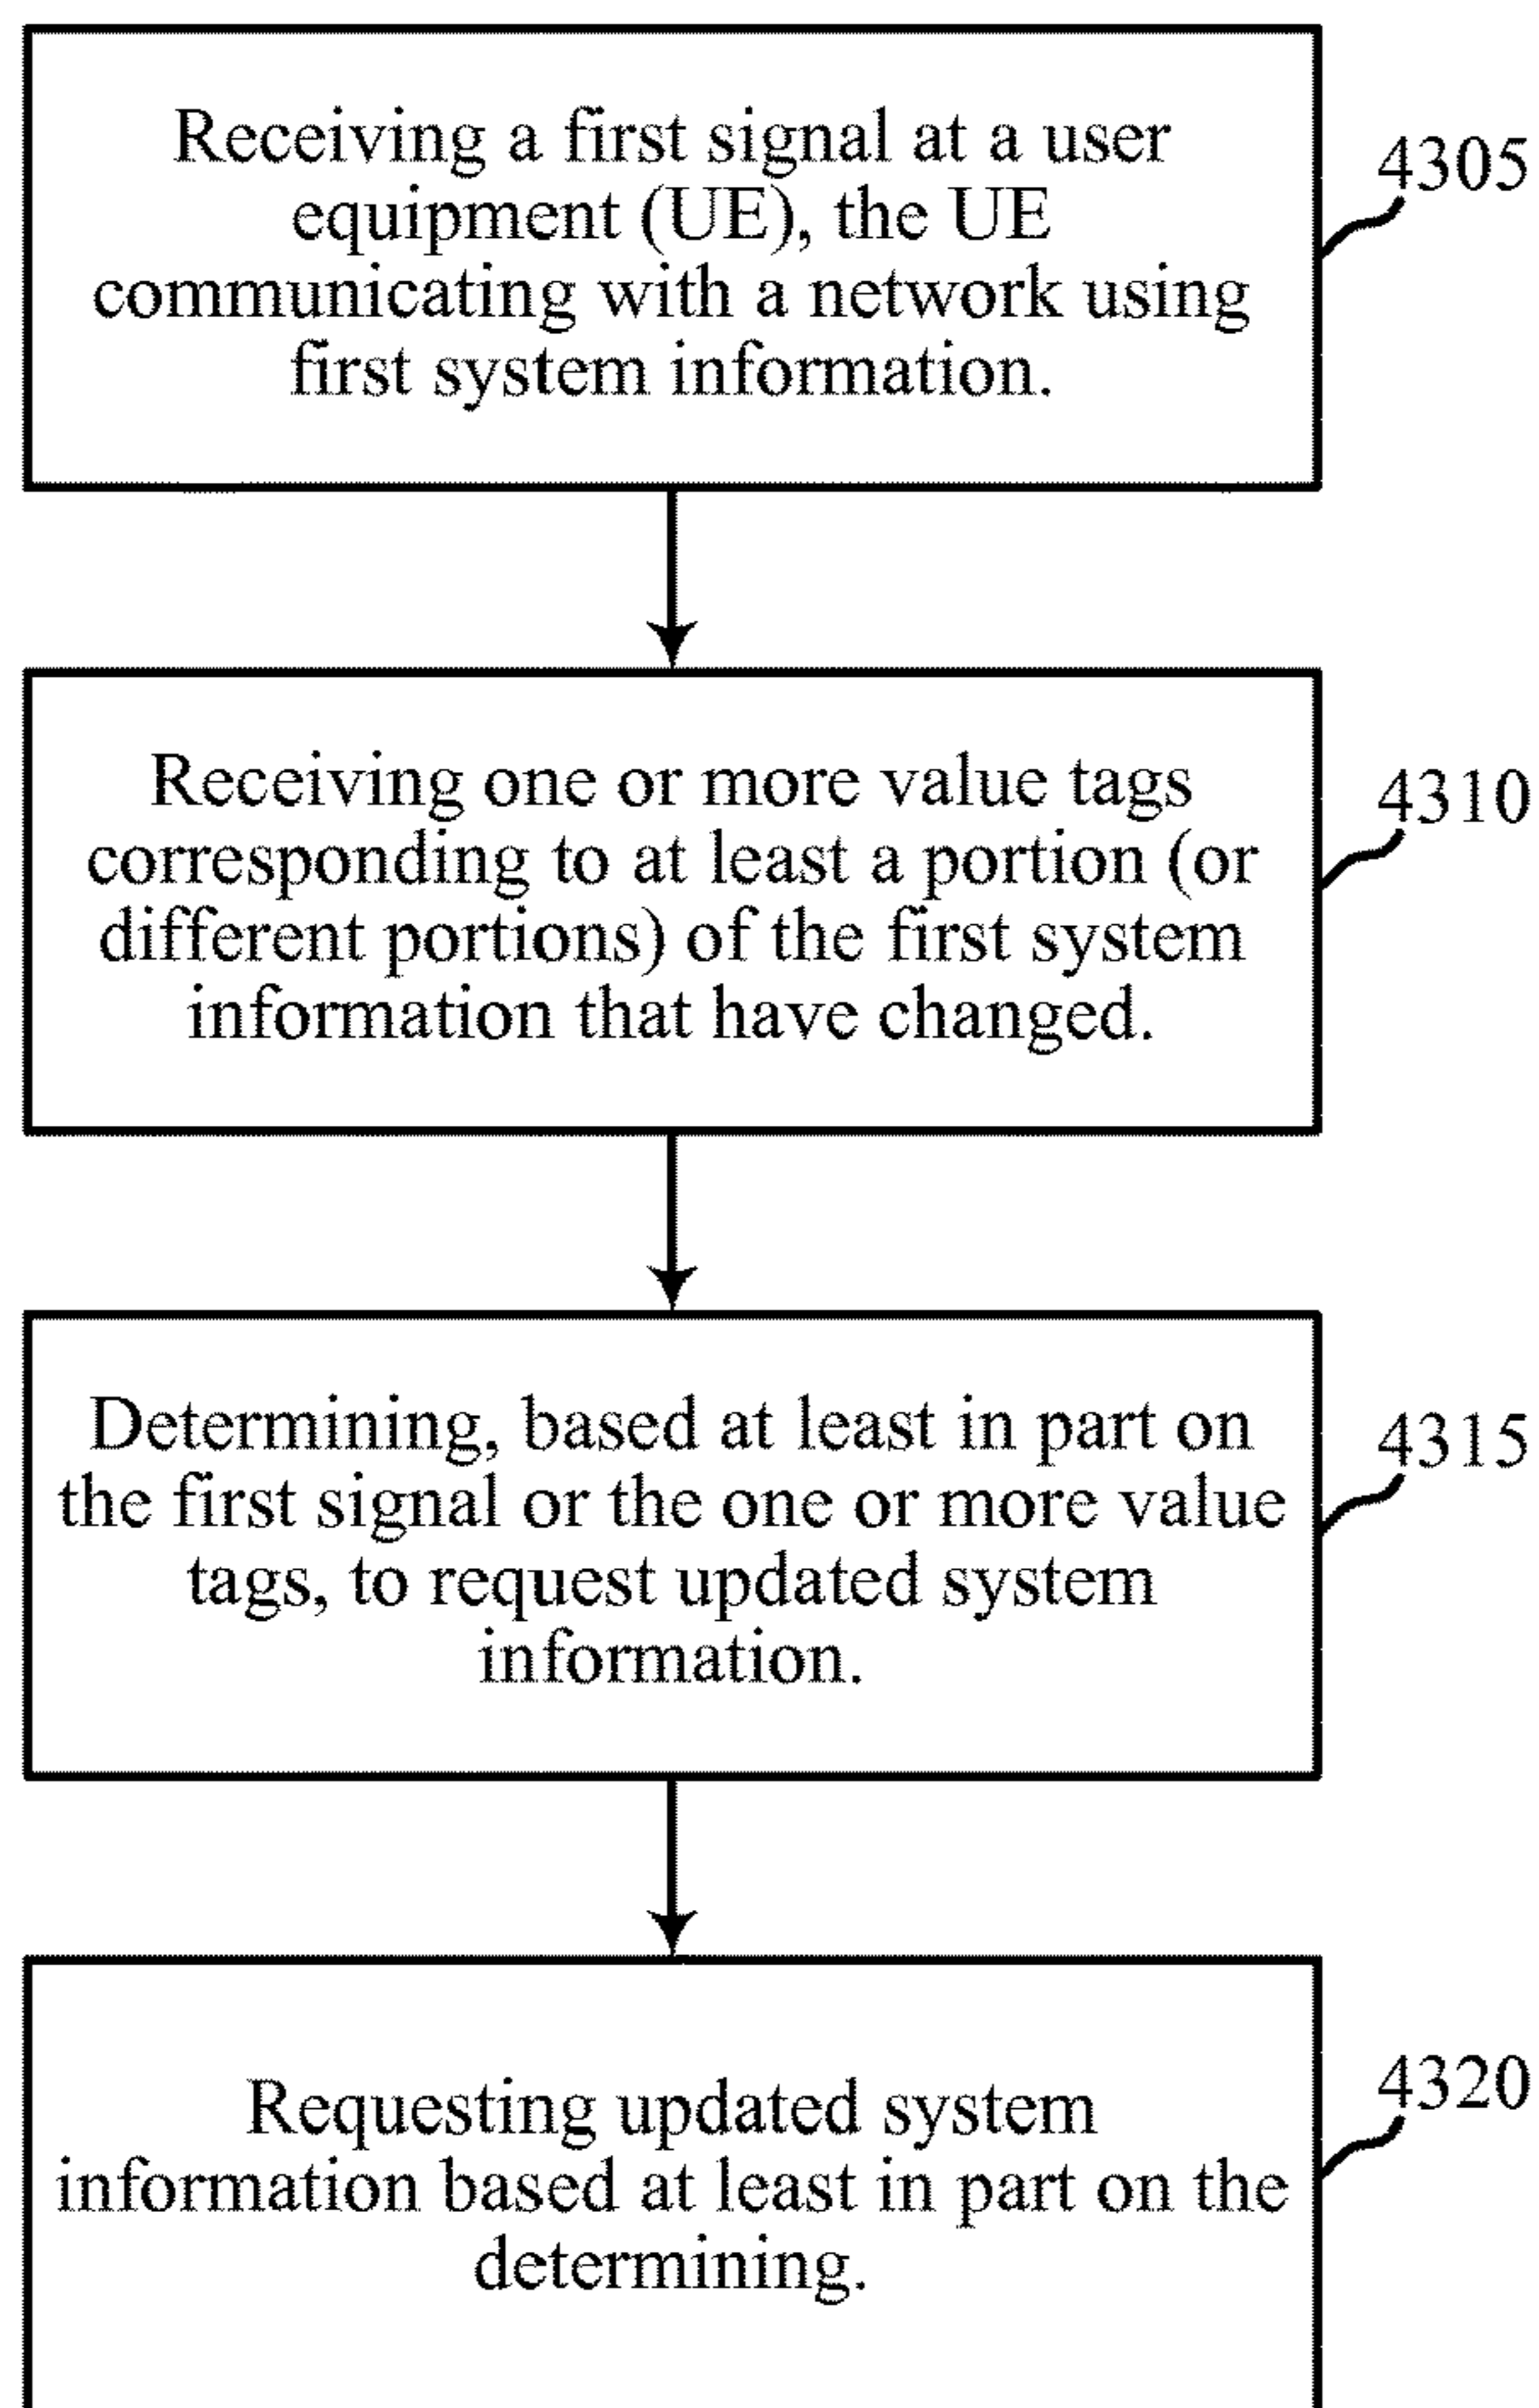 Receiving a first signal at a user
equipment (UE), the UE
communicating with a network using
first system information.
4305
Receiving one or more value tags
corresponding to at least a portion (or
different portions) of the first system
information that have changed.
4310
Determining, based at least in part on
the first signal or the one or more value
tags, to request updated system
information.
4315
Requesting updated system
information based at least in part on the
determining.
4320